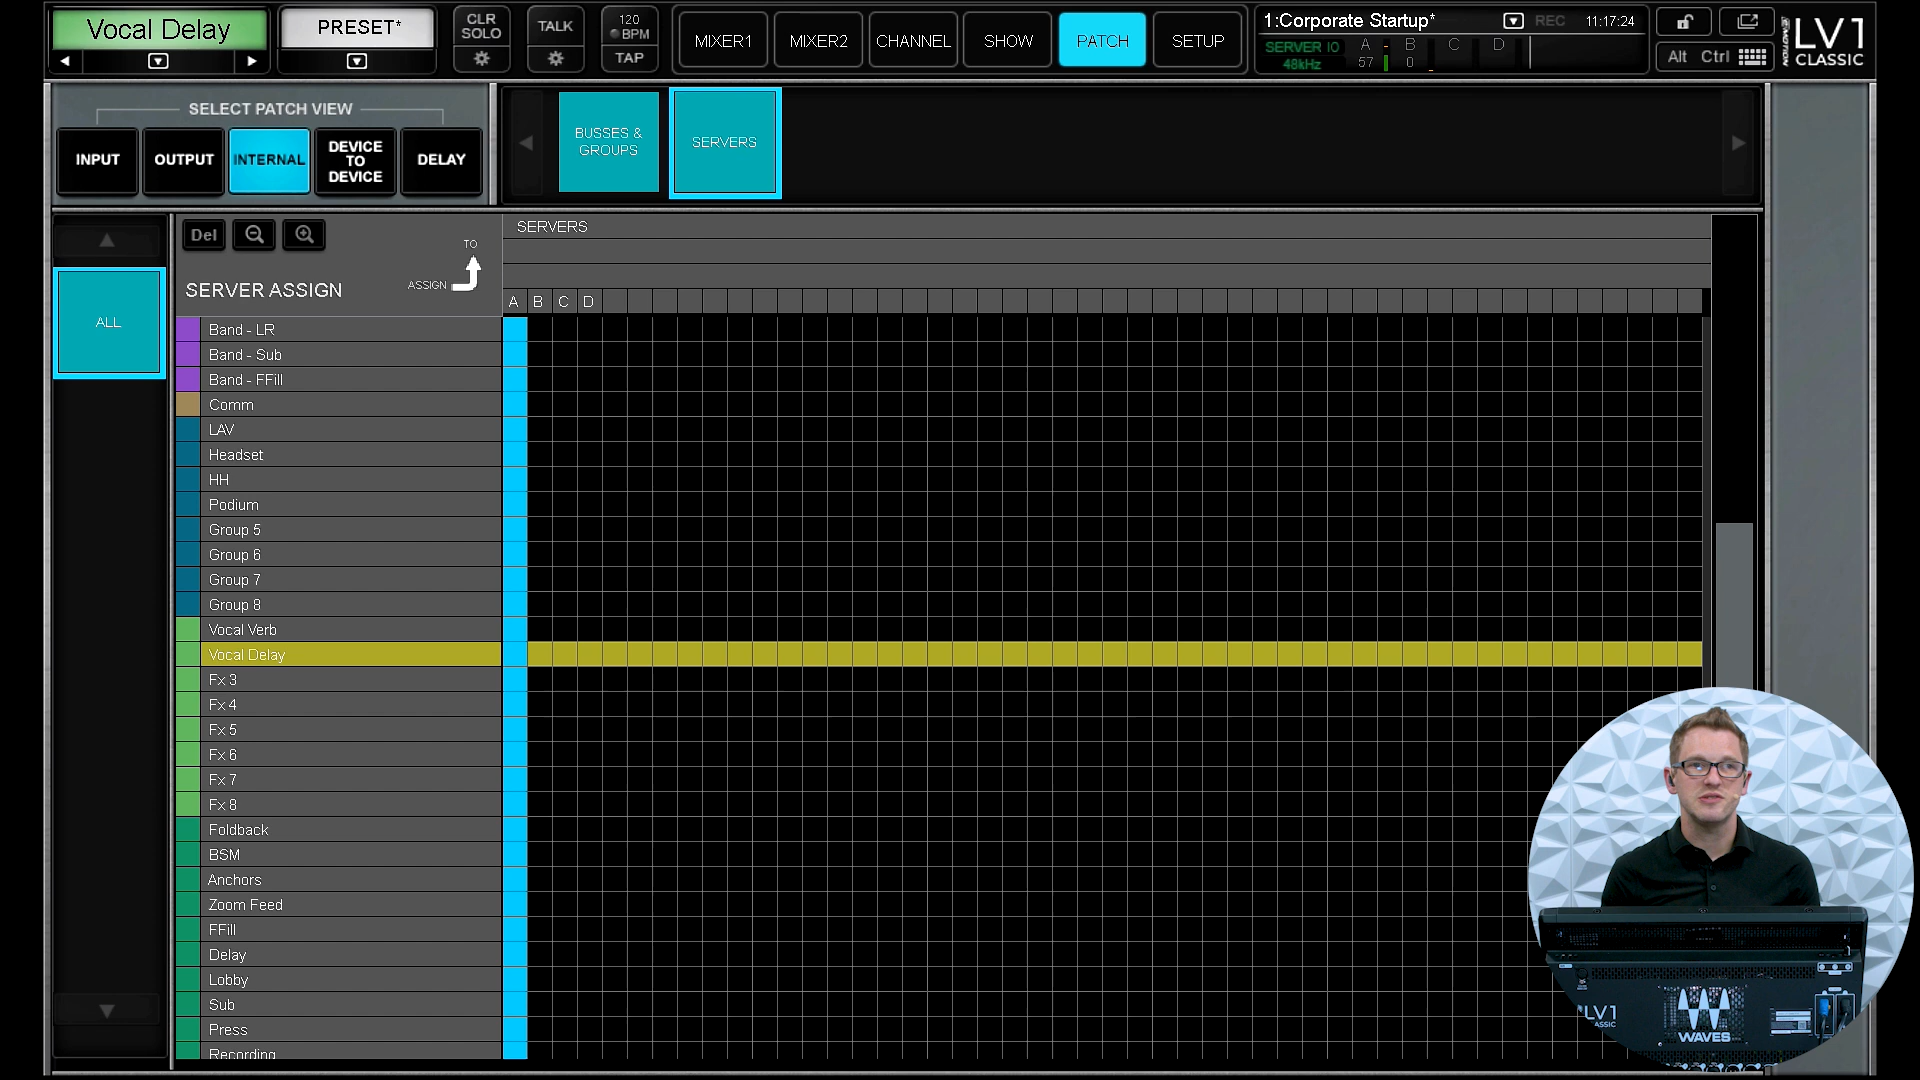 Vocal Delay
PRESET*
CLR
SOLO
TALK
120
BPM
TAP
MIXER1
MIXER2
CHANNEL
SHOW
PATCH
SETUP
1:Corporate Startup*
REC
11:17:24
SERVER IO
48kHz
A
57
B
0
C
D
Alt
Ctrl
EMOTION
LV1
CLASSIC
SELECT PATCH VIEW
INPUT
OUTPUT
INTERNAL
DEVICE
TO
DEVICE
DELAY
BUSSES &
GROUPS
SERVERS
ALL
Del
TO
ASSIGN
SERVER ASSIGN
SERVERS
A B C D
Band - LR
Band - Sub
Band - FFill
Comm
LAV
Headset
HH
Podium
Group 5
Group 6
Group 7
Group 8
Vocal Verb
Vocal Delay
Fx 3
Fx 4
Fx 5
Fx 6
Fx 7
Fx 8
Foldback
BSM
Anchors
Zoom Feed
FFill
Delay
Lobby
Sub
Press
Recording
LV1
CLASSIC
WAVES